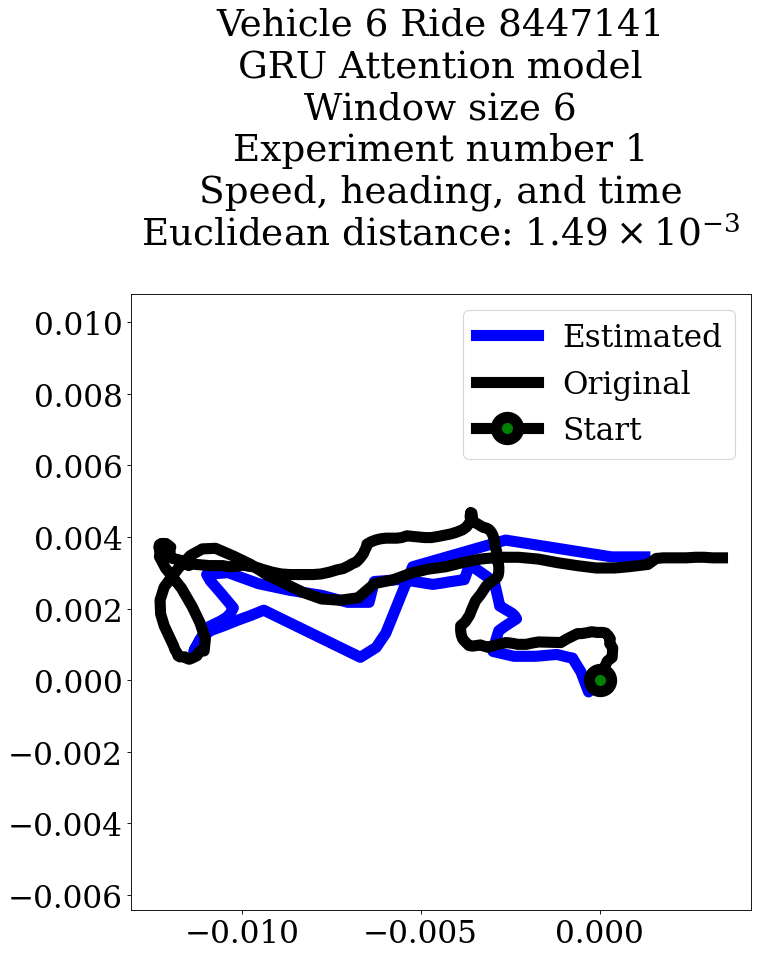 Vehicle 6 Ride 8447141
GRU Attention model
Window size 6
Experiment number 1
Speed, heading, and time
Euclidean distance: 1.49 × 10⁻³
Estimated
Original
Start
0.010
0.008
0.006
0.004
0.002
0.000
−0.002
−0.004
−0.006
−0.010 −0.005 0.000